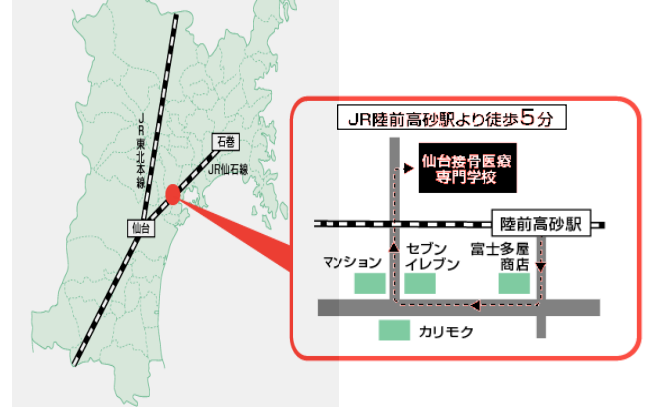 JR東北本線
石巻
JR仙石線
仙台
JR陸前高砂駅より徒歩5分
仙台接骨医療
専門学校
陸前高砂駅
マンション
セブン
イレブン
富士多屋
商店
カリモク